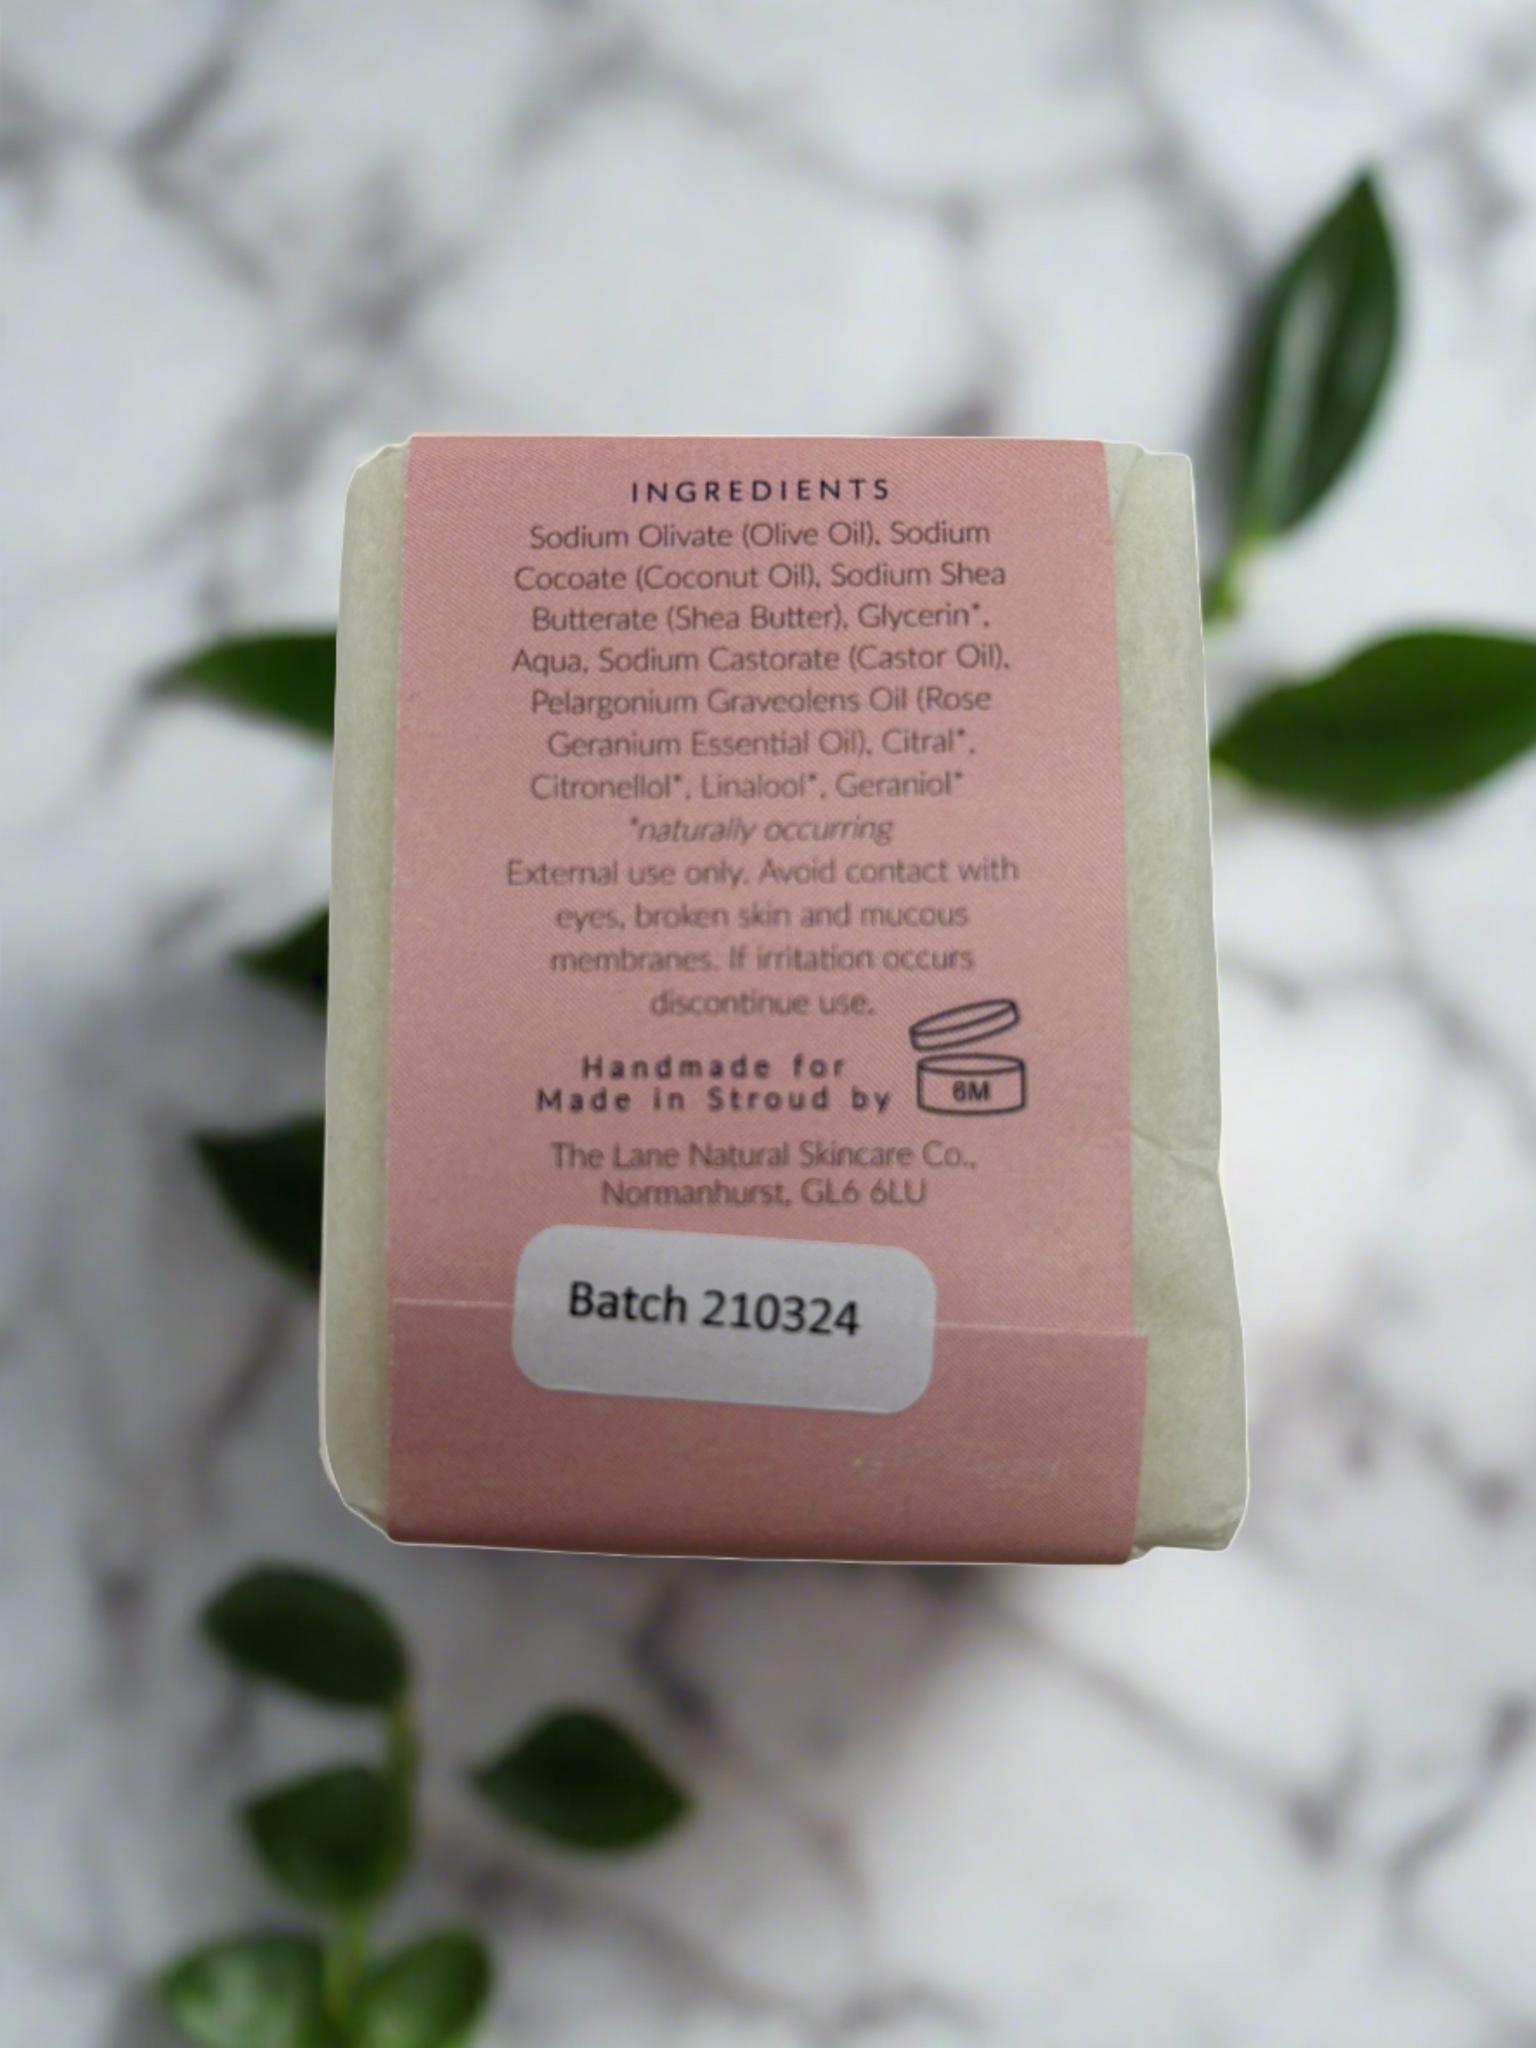 INGREDIENTS
Sodium Olivate (Olive Oil), Sodium
Cocoate (Coconut Oil), Sodium Shea
Butterate (Shea Butter), Glycerin*,
Aqua, Sodium Castorate (Castor Oil),
Pelargonium Graveolens Oil (Rose
Geranium Essential Oil), Citral*,
Citronellol*, Linalool*, Geraniol*
*naturally occurring
External use only. Avoid contact with
eyes, broken skin and mucous
membranes. If irritation occurs
discontinue use.
Handmade for
Made in Stroud by
6M
The Lane Natural Skincare Co.,
Normanhurst, GL6 6LU
Batch 210324